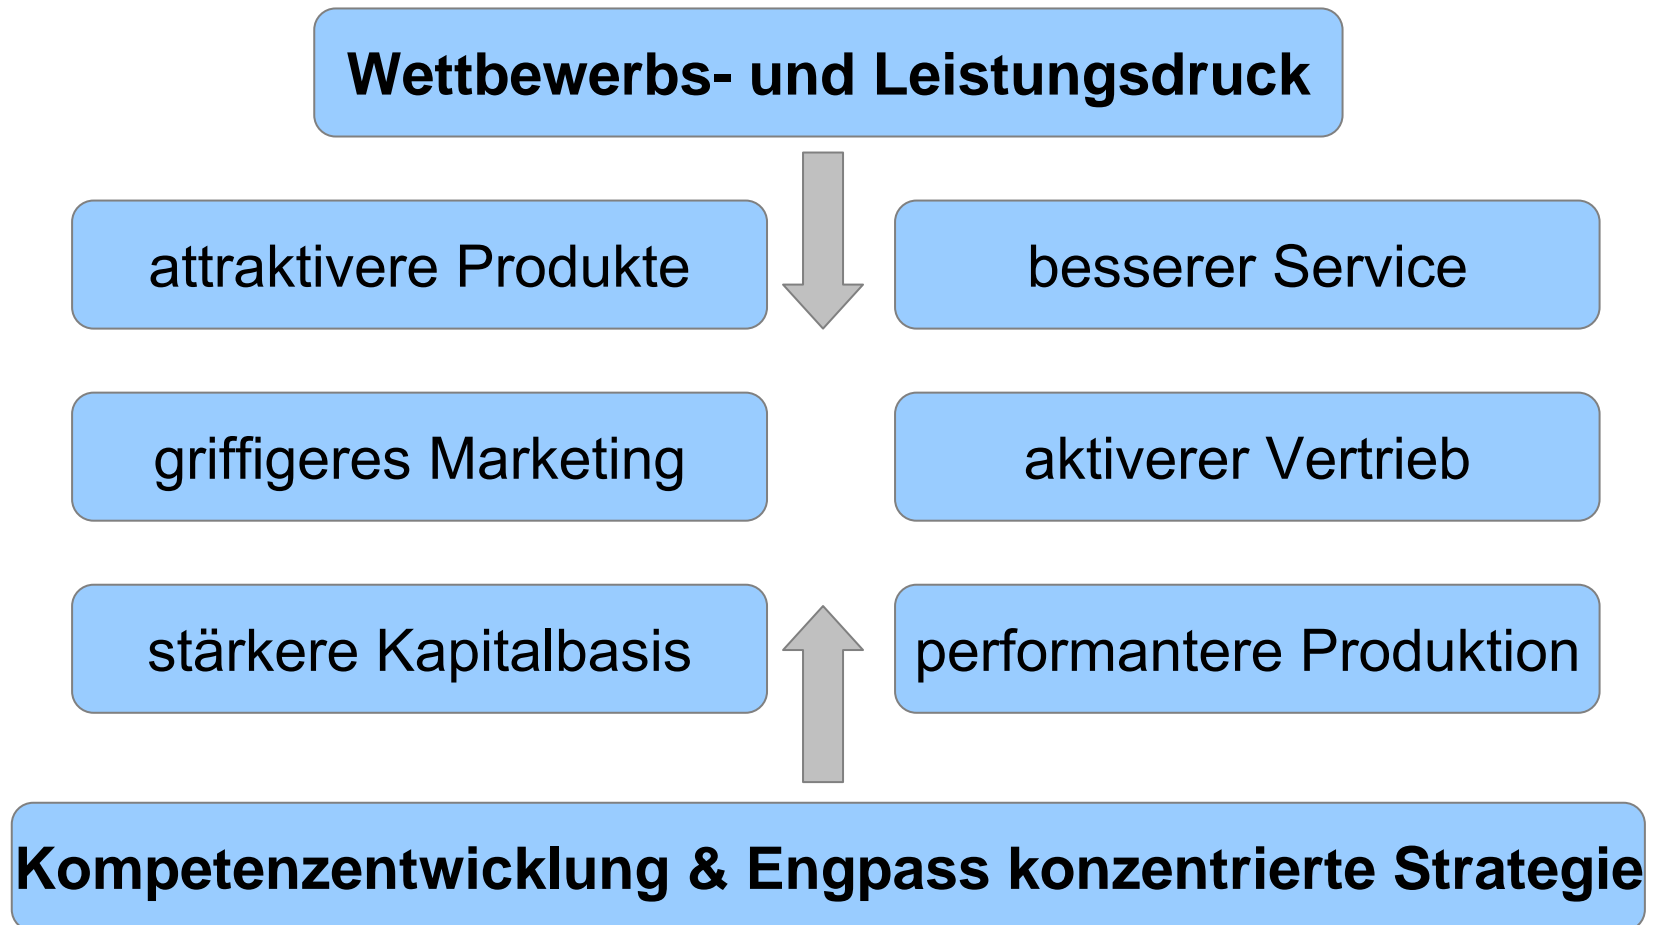 Wettbewerbs- und Leistungsdruck
attraktivere Produkte
besserer Service
griffigeres Marketing
aktiverer Vertrieb
stärkere Kapitalbasis
performantere Produktion
Kompetenzentwicklung & Engpass konzentrierte Strategie